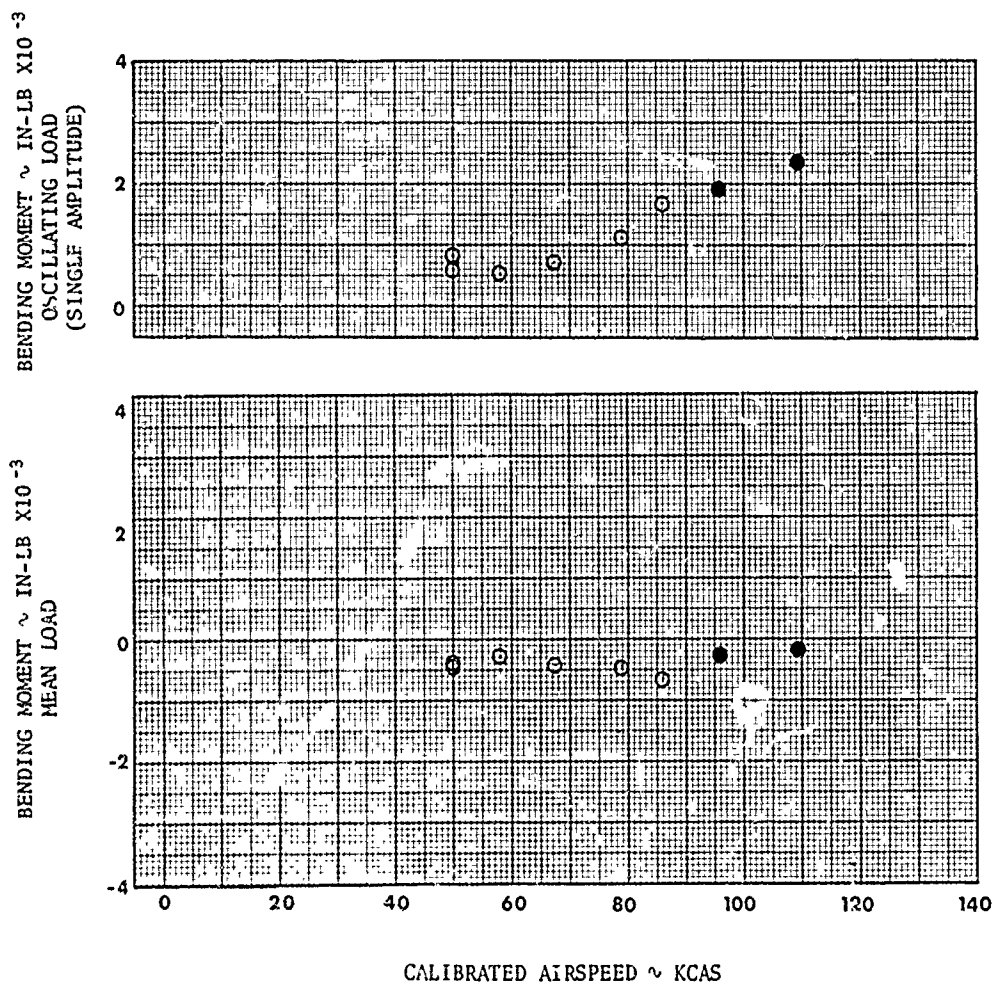 BENDING MOMENT ~ IN-LB X10⁻³
OSCILLATING LOAD
(SINGLE AMPLITUDE)
4
2
0
BENDING MOMENT ~ IN-LB X10⁻³
MEAN LOAD
4
2
0
-2
-4
0 20 40 60 80 100 120 140
CALIBRATED AIRSPEED ~ KCAS